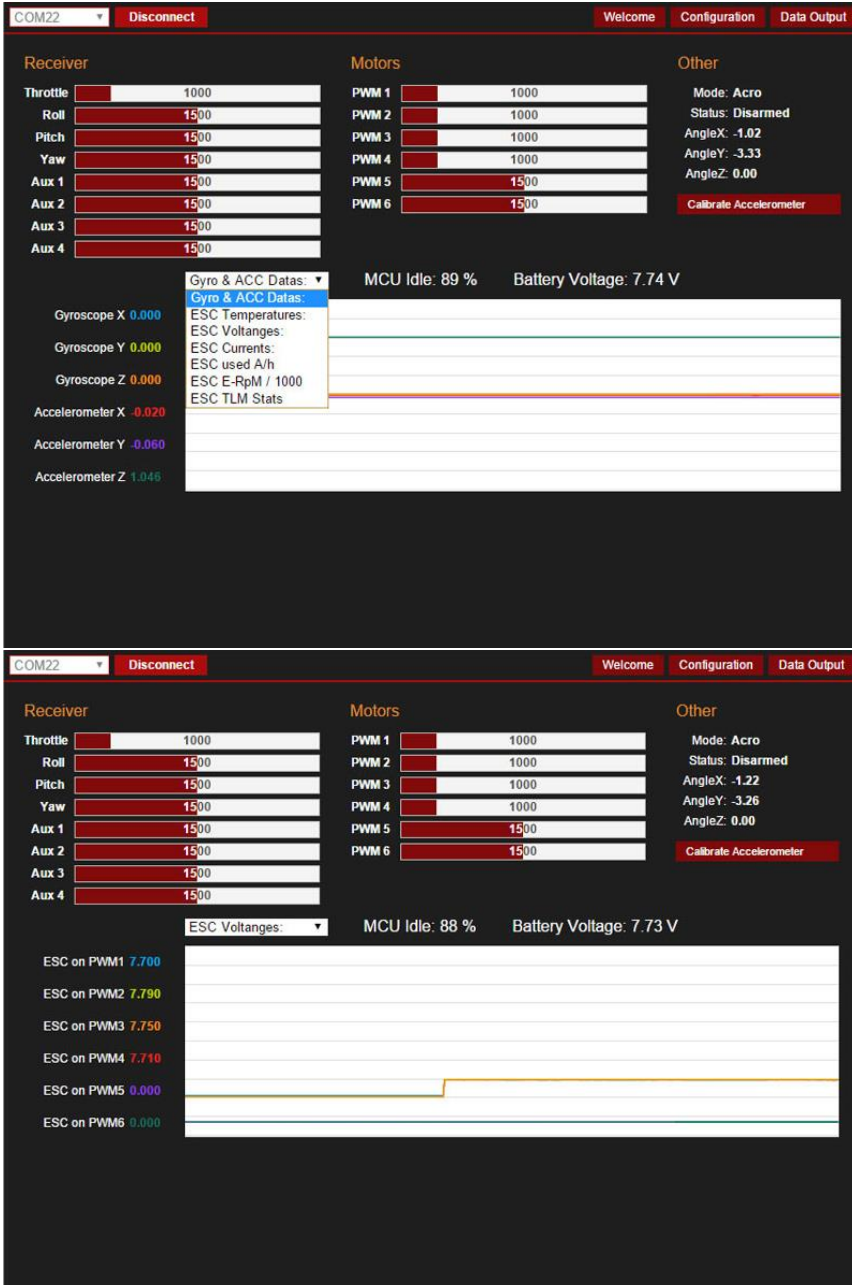 COM22 Disconnect Welcome Configuration Data Output
Receiver Motors Other
Throttle 1000 PWM 1 1000 Mode: Acro
Roll 1500 PWM 2 1000 Status: Disarmed
Pitch 1500 PWM 3 1000 AngleX: -1.02
Yaw 1500 PWM 4 1000 AngleY: -3.33
Aux 1 1500 PWM 5 1500 AngleZ: 0.00
Aux 2 1500 PWM 6 1500 Calibrate Accelerometer
Aux 3 1500
Aux 4 1500
Gyro & ACC Datas: MCU Idle: 89 % Battery Voltage: 7.74 V
Gyro & ACC Datas:
Gyroscope X 0.000 ESC Temperatures:
ESC Voltanges:
Gyroscope Y 0.000 ESC Currents:
ESC used A/h
Gyroscope Z 0.000 ESC E-RpM / 1000
ESC TLM Stats
Accelerometer X -0.020
Accelerometer Y -0.060
Accelerometer Z 1.046
COM22 Disconnect Welcome Configuration Data Output
Receiver Motors Other
Throttle 1000 PWM 1 1000 Mode: Acro
Roll 1500 PWM 2 1000 Status: Disarmed
Pitch 1500 PWM 3 1000 AngleX: -1.22
Yaw 1500 PWM 4 1000 AngleY: -3.26
Aux 1 1500 PWM 5 1500 AngleZ: 0.00
Aux 2 1500 PWM 6 1500 Calibrate Accelerometer
Aux 3 1500
Aux 4 1500
ESC Voltanges: MCU Idle: 88 % Battery Voltage: 7.73 V
ESC on PWM1 7.700
ESC on PWM2 7.790
ESC on PWM3 7.750
ESC on PWM4 7.710
ESC on PWM5 0.000
ESC on PWM6 0.000